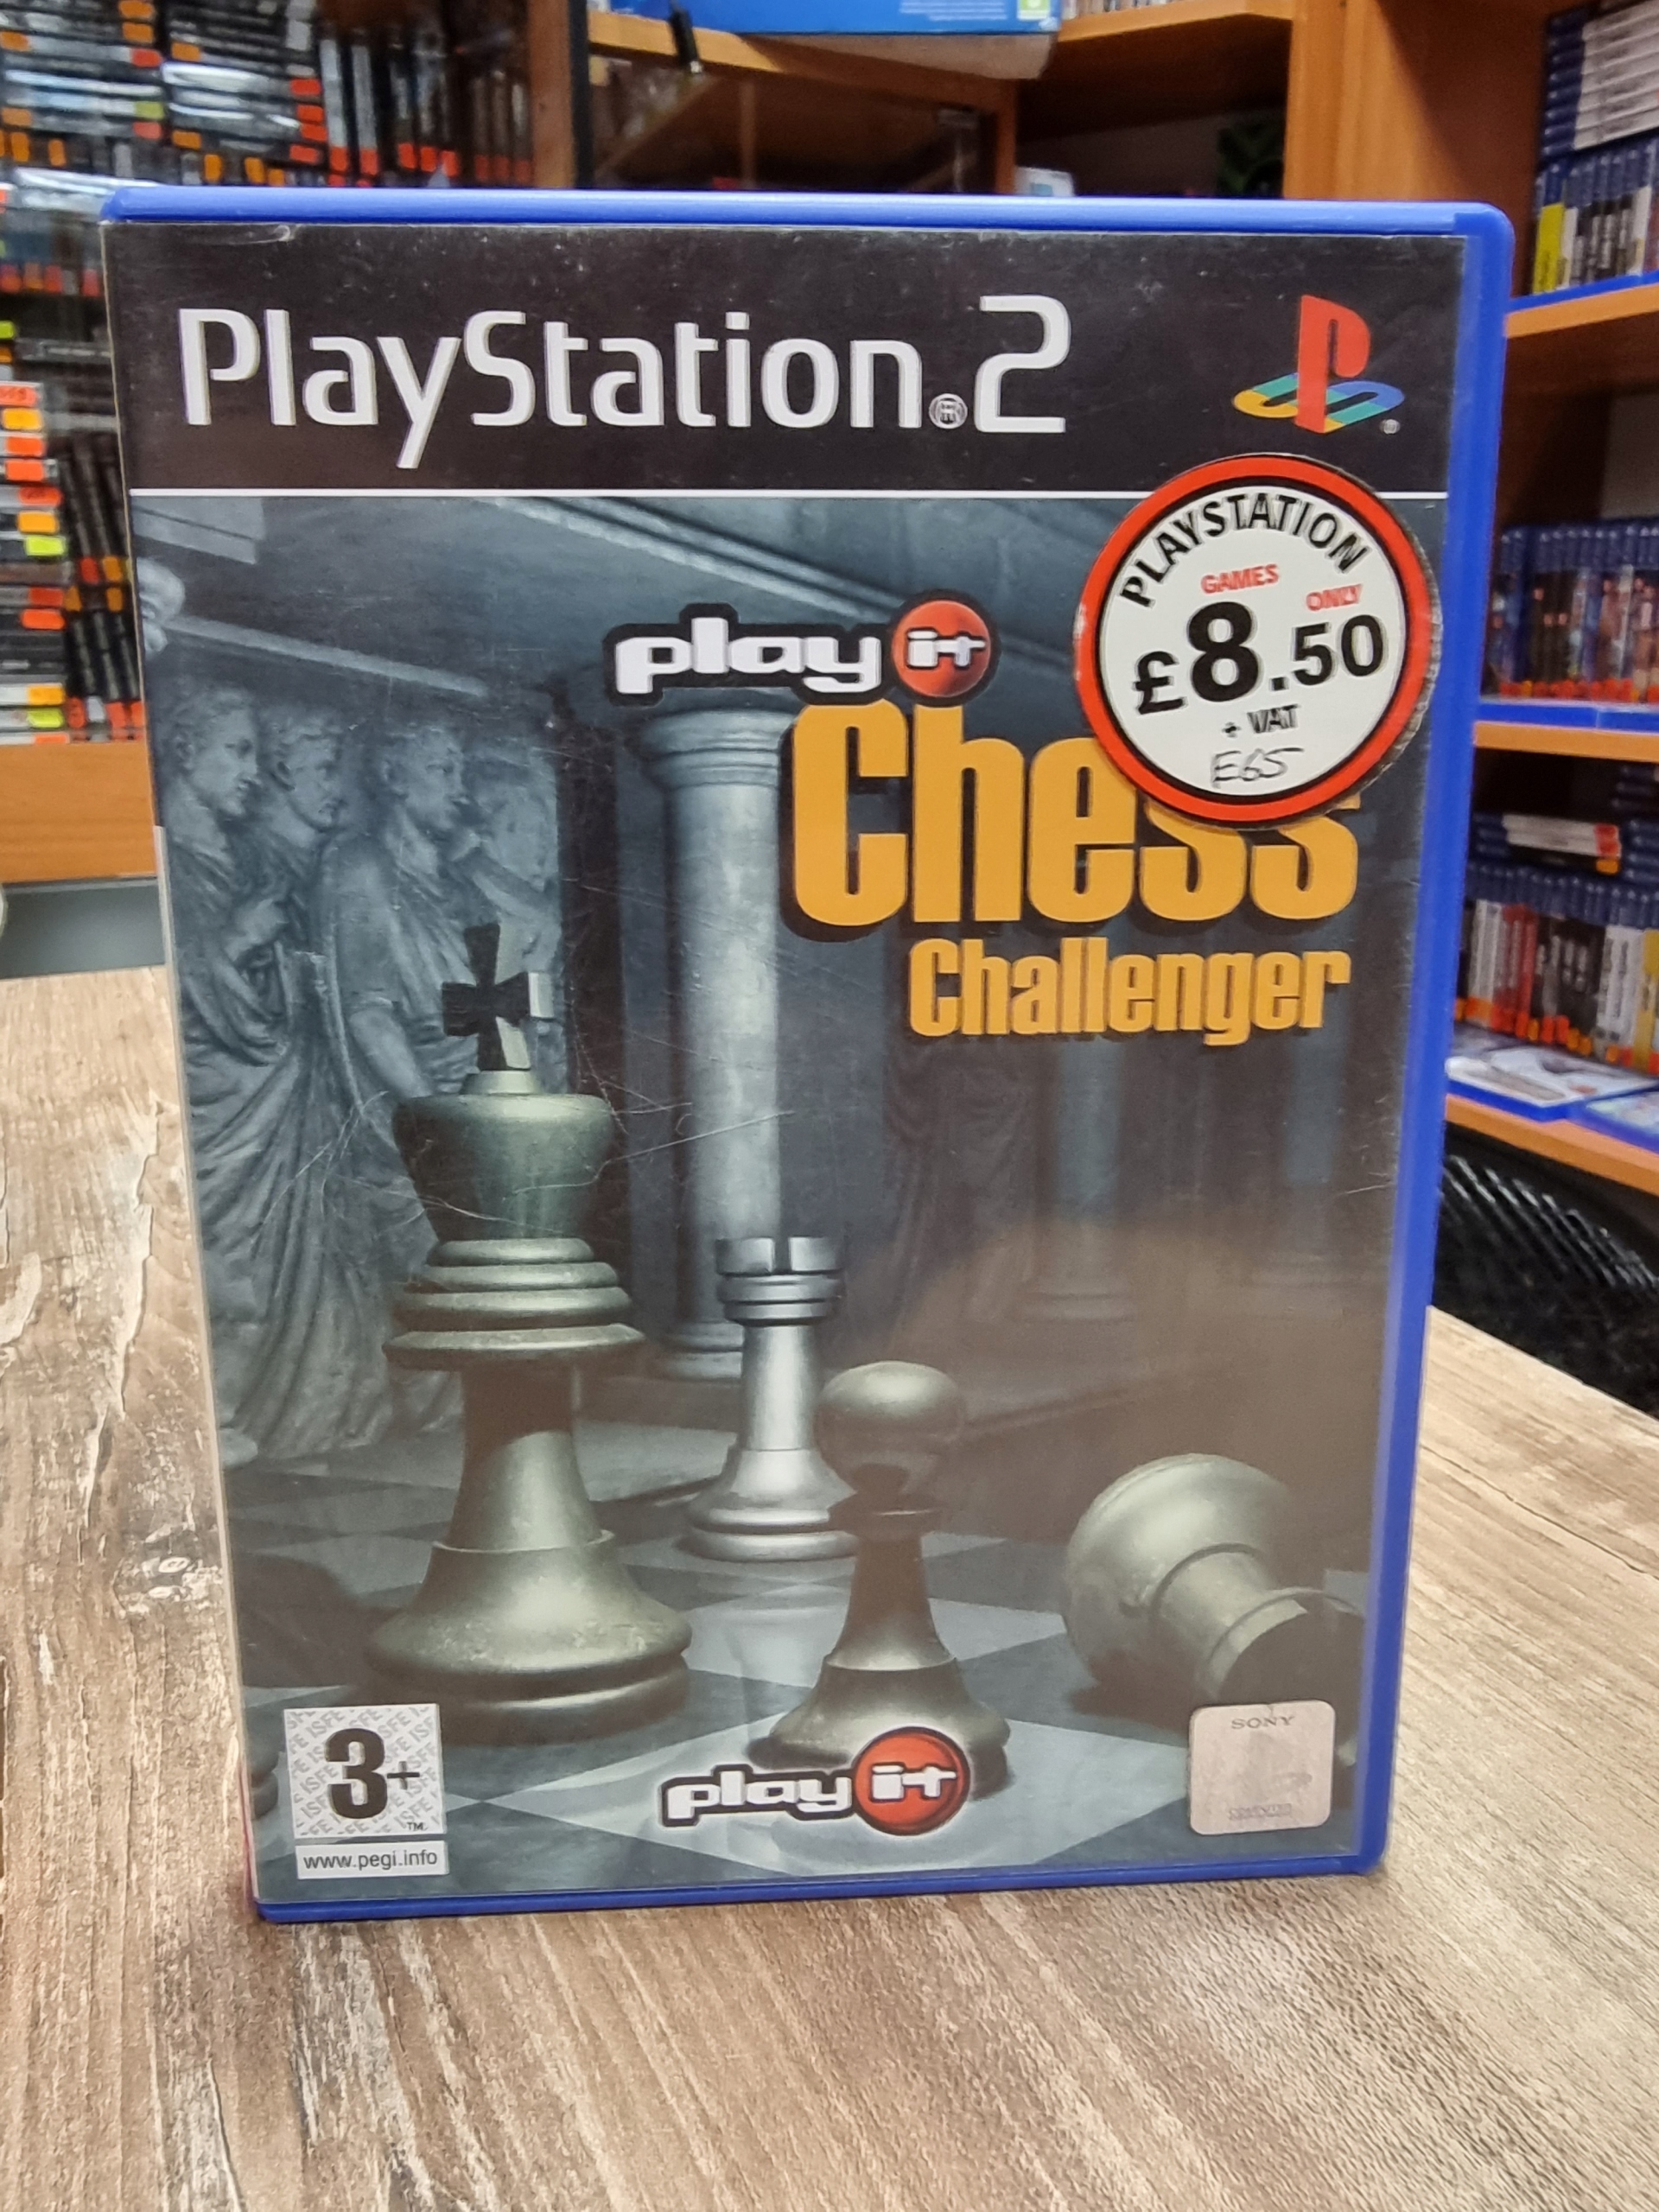 PlayStation®2
PLAYSTATION
GAMES ONLY
£8.50
+ VAT
E65
play it
Chess
Challenger
3+
™
www.pegi.info
play it
SONY